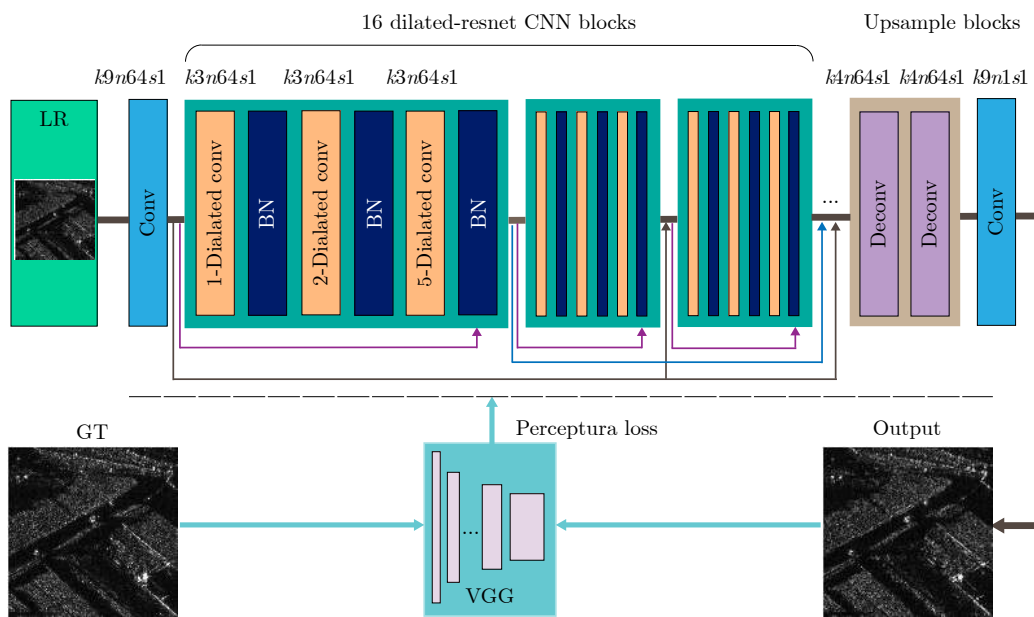 16 dilated-resnet CNN blocks
Upsample blocks
k9n64s1
k3n64s1
k3n64s1
k3n64s1
k4n64s1
k4n64s1
k9n1s1
LR
Conv
1-Dialated conv
BN
2-Dialated conv
BN
5-Dialated conv
BN
...
Deconv
Deconv
Conv
GT
Perceptura loss
Output
...
VGG